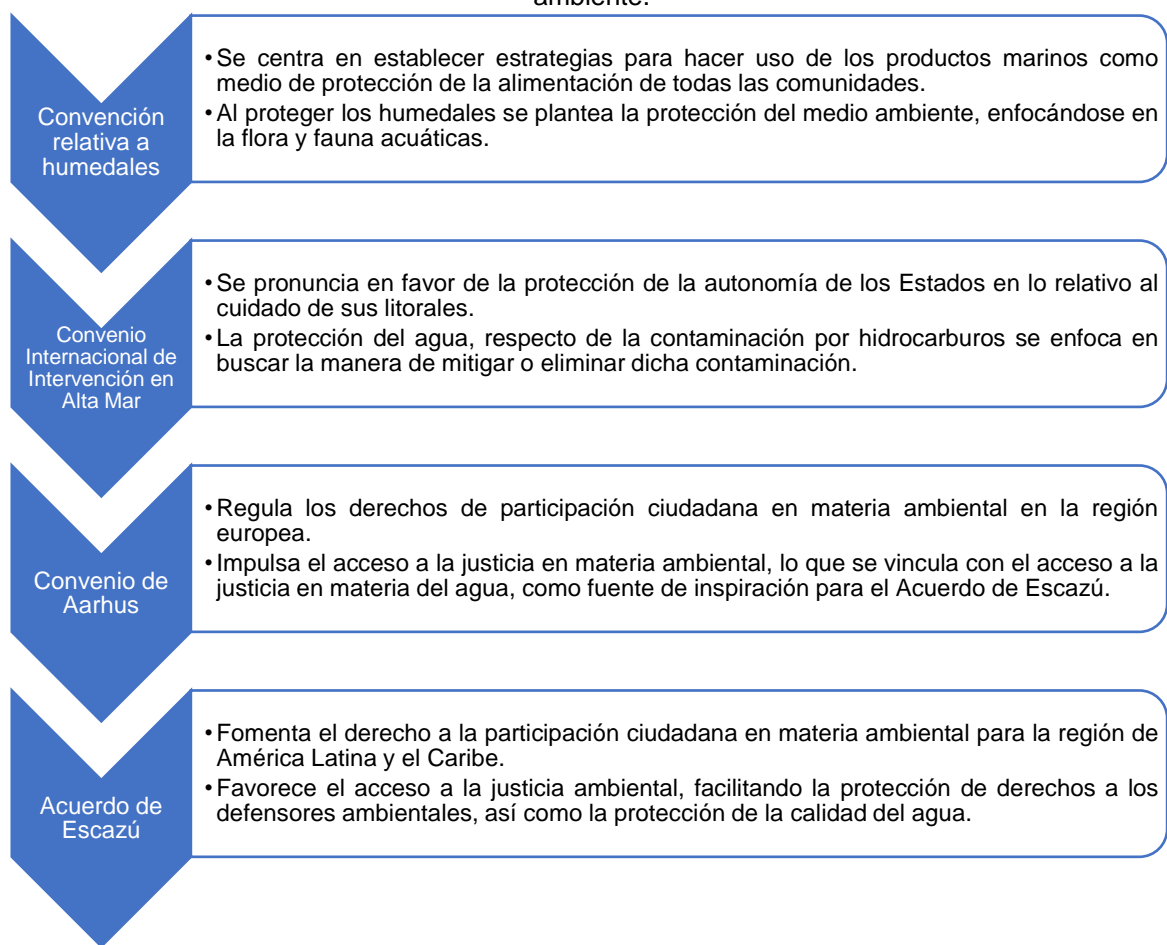 ambiente.
Convención
relativa a
humedales
•Se centra en establecer estrategias para hacer uso de los productos marinos como
medio de protección de la alimentación de todas las comunidades.
•Al proteger los humedales se plantea la protección del medio ambiente, enfocándose en
la flora y fauna acuáticas.
Convenio
Internacional de
Intervención en
Alta Mar
•Se pronuncia en favor de la protección de la autonomía de los Estados en lo relativo al
cuidado de sus litorales.
•La protección del agua, respecto de la contaminación por hidrocarburos se enfoca en
buscar la manera de mitigar o eliminar dicha contaminación.
Convenio de
Aarhus
•Regula los derechos de participación ciudadana en materia ambiental en la región
europea.
•Impulsa el acceso a la justicia en materia ambiental, lo que se vincula con el acceso a la
justicia en materia del agua, como fuente de inspiración para el Acuerdo de Escazú.
Acuerdo de
Escazú
•Fomenta el derecho a la participación ciudadana en materia ambiental para la región de
América Latina y el Caribe.
•Favorece el acceso a la justicia ambiental, facilitando la protección de derechos a los
defensores ambientales, así como la protección de la calidad del agua.